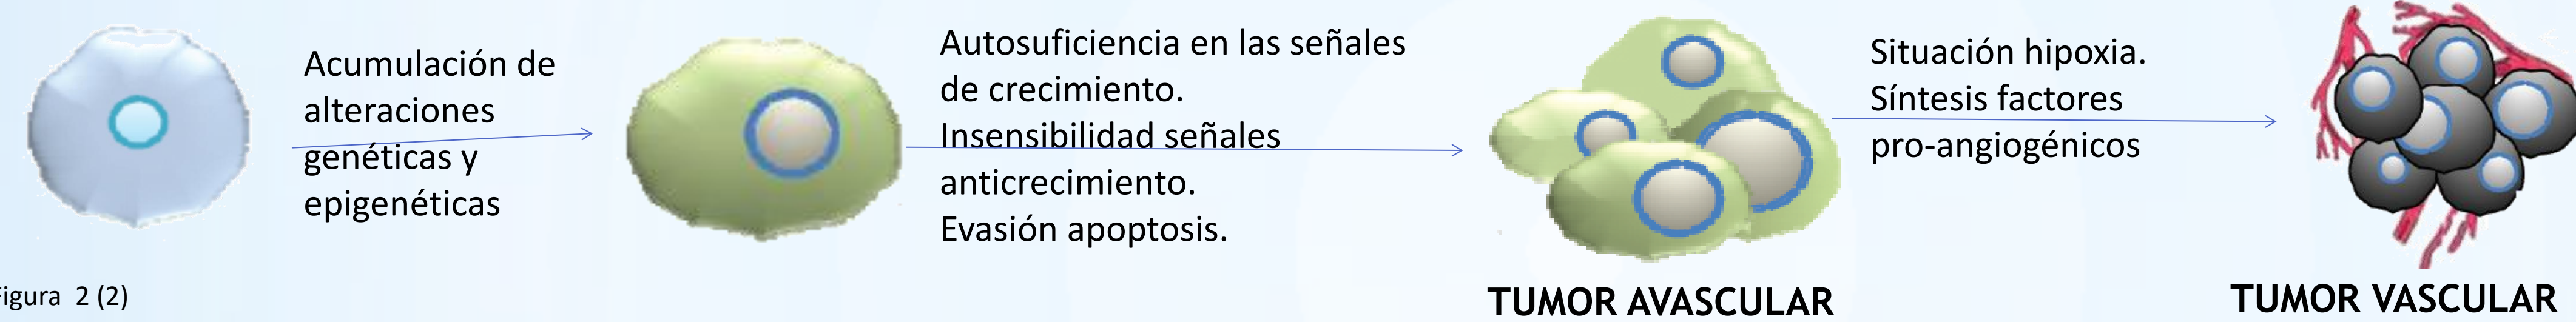 Acumulación de
alteraciones
genéticas y
epigenéticas
Autosuficiencia en las señales
de crecimiento.
Insensibilidad señales
anticrecimiento.
Evasión apoptosis.
Situación hipoxia.
Síntesis factores
pro-angiogénicos
Figura 2 (2)
TUMOR AVASCULAR
TUMOR VASCULAR